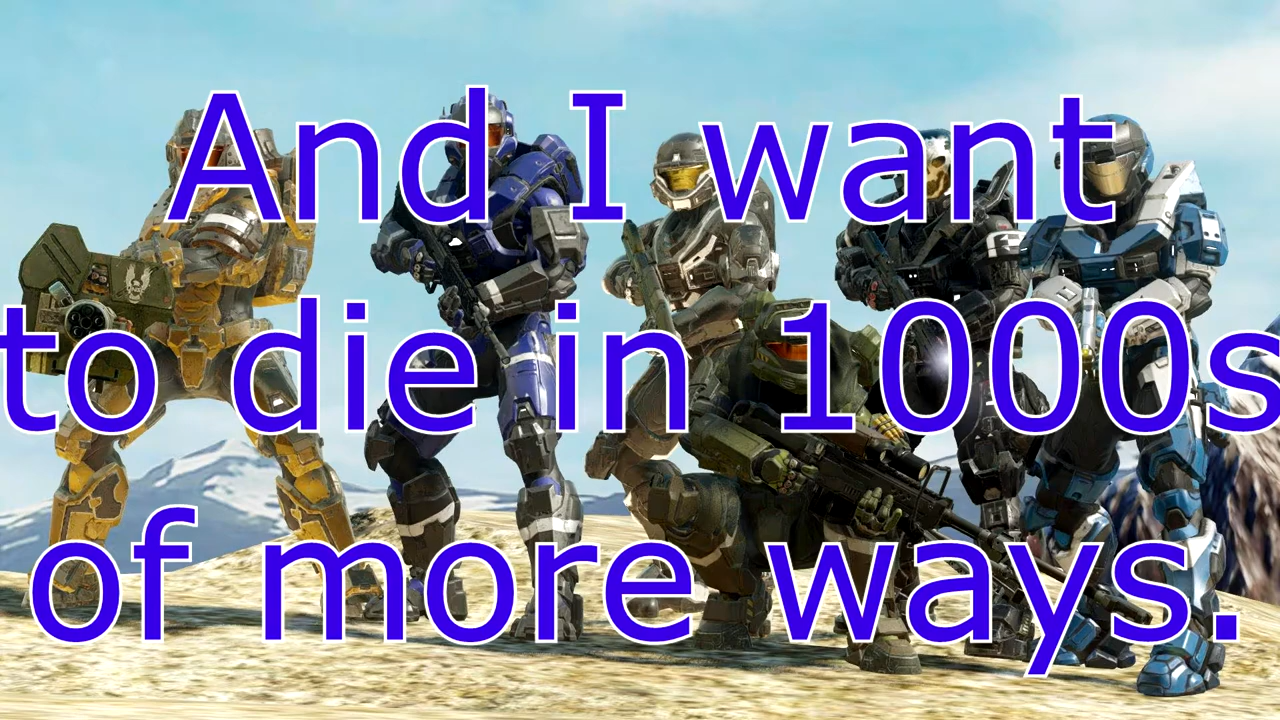 And I want
to die in 1000s
of more ways.